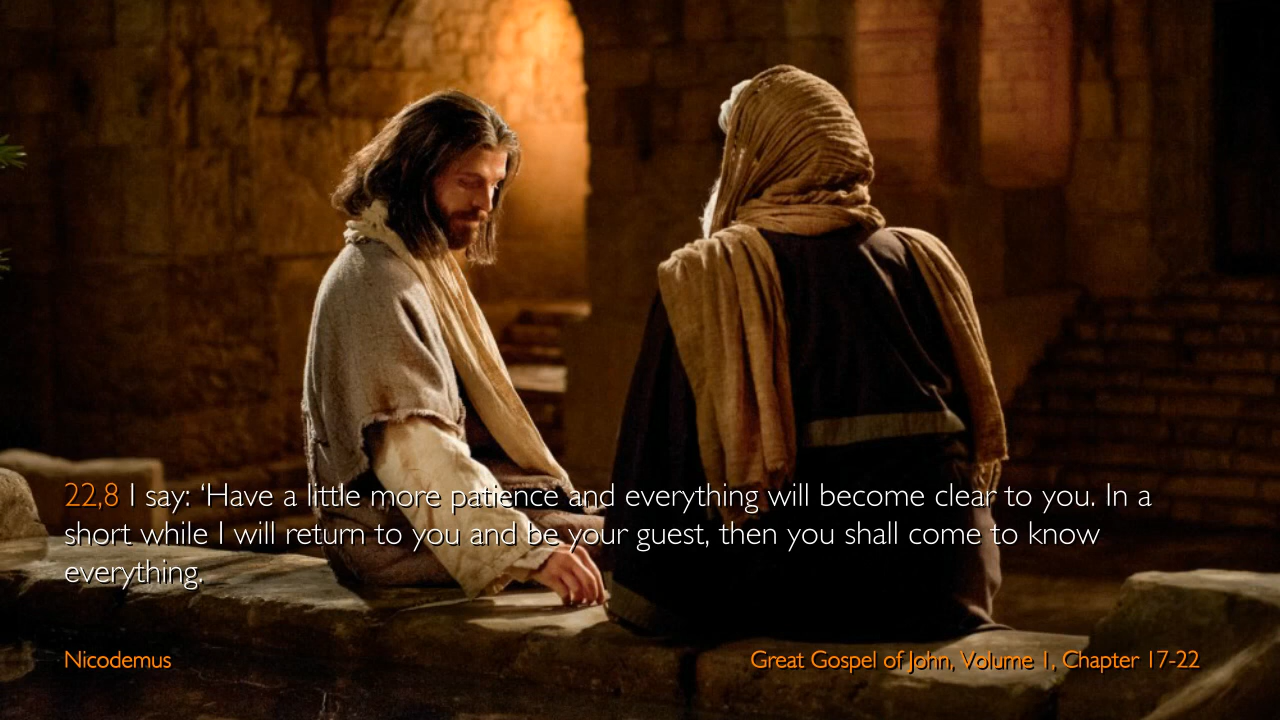 22,8 I say: ‘Have a little more patience and everything will become clear to you. In a
short while I will return to you and be your guest, then you shall come to know
everything.
Nicodemus
Great Gospel of John, Volume 1, Chapter 17-22